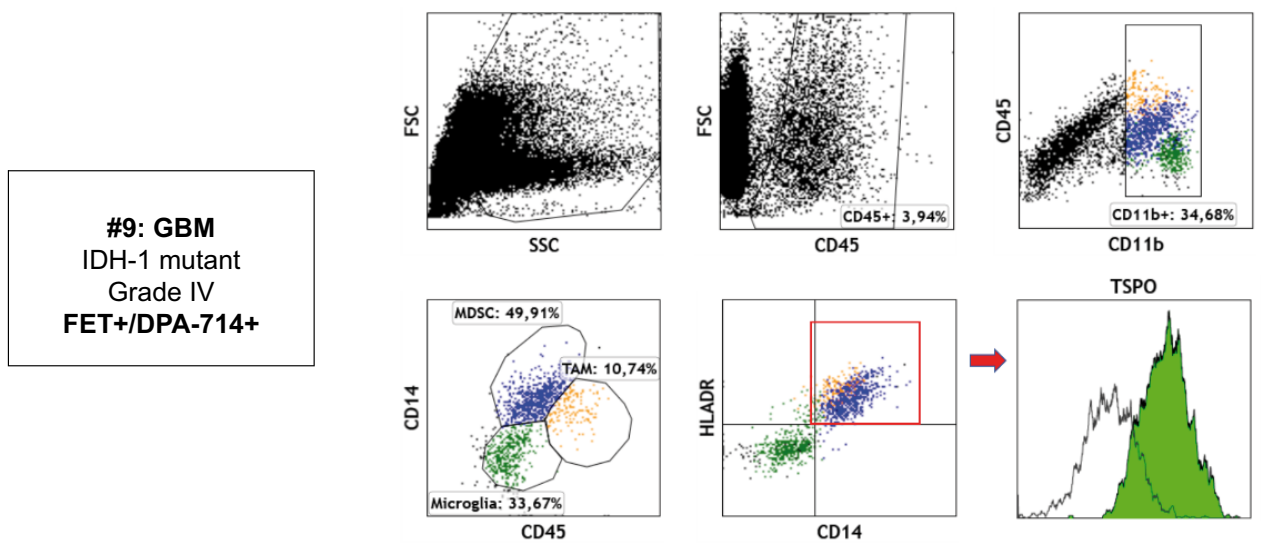 #9: GBM
IDH-1 mutant
Grade IV
FET+/DPA-714+
FSC
SSC
FSC
CD45+: 3,94%
CD45
CD45
CD11b+: 34,68%
CD11b
MDSC: 49,91%
TAM: 10,74%
CD14
Microglia: 33,67%
CD45
HLADR
CD14
TSPO